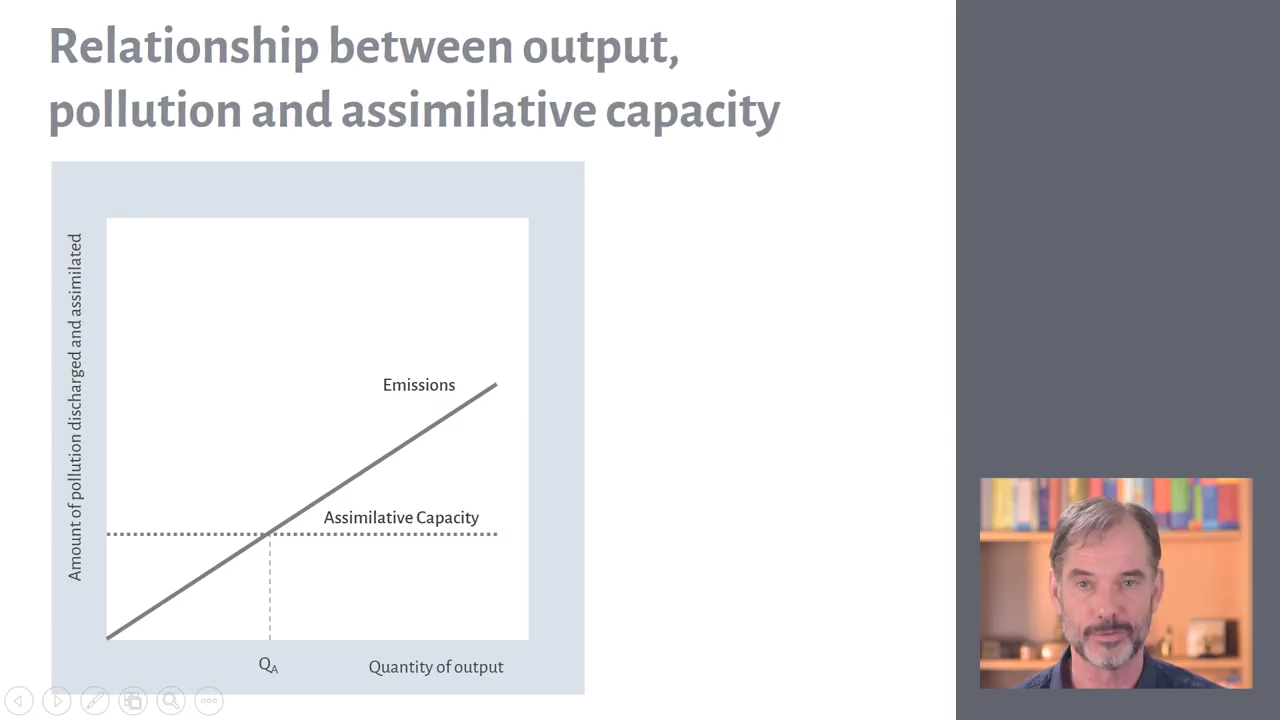 Relationship between output,
pollution and assimilative capacity
Amount of pollution discharged and assimilated
Emissions
Assimilative Capacity
QA
Quantity of output